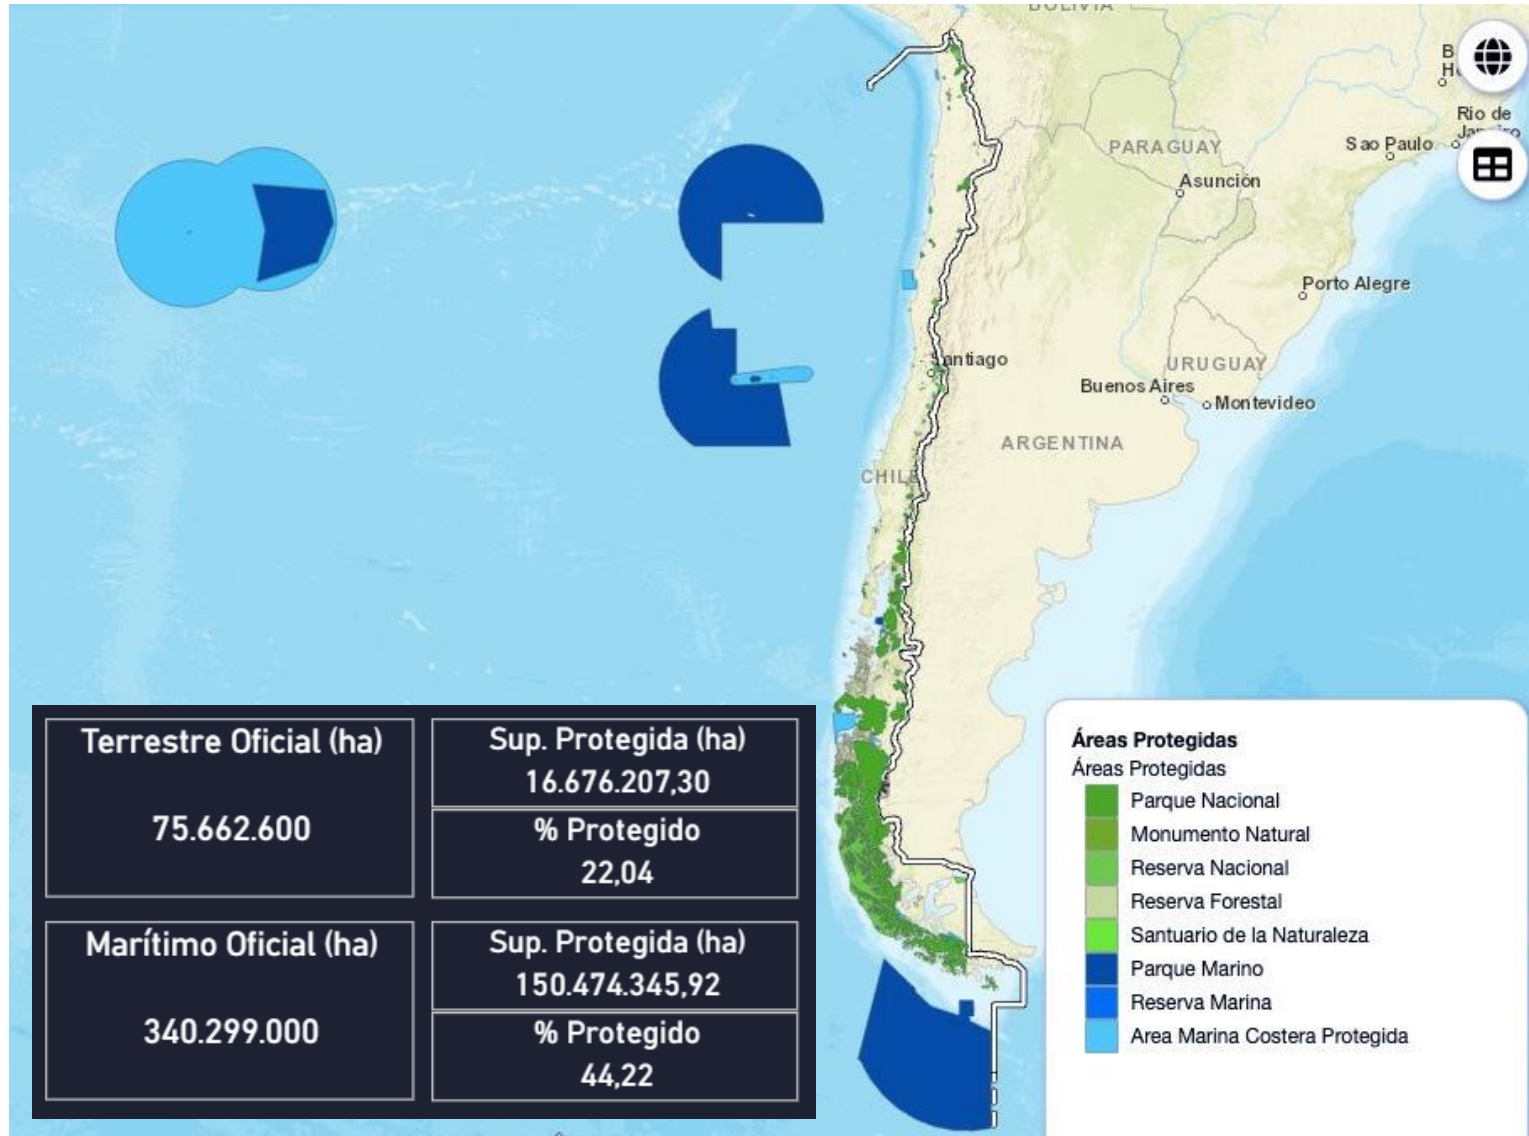 BOLIVIA
PARAGUAY
Asunción
Sao Paulo
Rio de
Porto Alegre
Santiago
URUGUAY
Buenos Aires
Montevideo
ARGENTINA
CHILE
Terrestre Oficial (ha)
75.662.600
Sup. Protegida (ha)
16.676.207,30
% Protegido
22,04
Marítimo Oficial (ha)
340.299.000
Sup. Protegida (ha)
150.474.345,92
% Protegido
44,22
Áreas Protegidas
Áreas Protegidas
Parque Nacional
Monumento Natural
Reserva Nacional
Reserva Forestal
Santuario de la Naturaleza
Parque Marino
Reserva Marina
Area Marina Costera Protegida